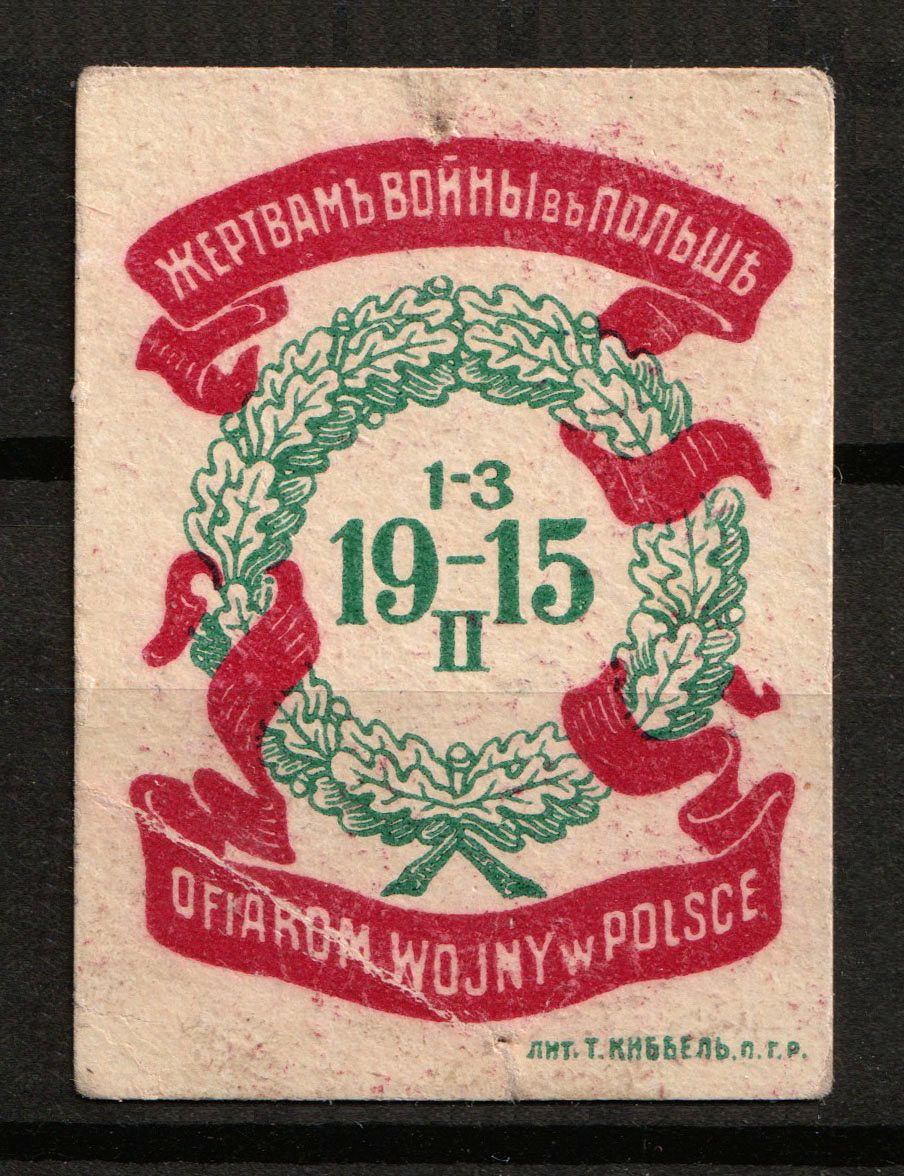 ЖЕРТВАМЪ ВОЙНЫ ВЪ ПОЛЬШѢ
1-3
19-15
II
OFIAROM WOJNY w POLSCE
ЛИТ. Т. КИББЕЛЬ, П.Г.Р.